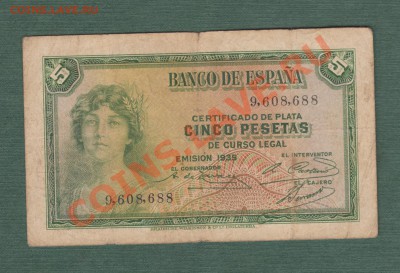 COINS.LAVE.RU
5
BANCO DE ESPAÑA
5
9,608,688
CERTIFICADO DE PLATA
CINCO PESETAS
DE CURSO LEGAL
EMISIÓN 1935
EL GOBERNADOR
EL INTERVENTOR
EL CAJERO
9,608,688
COINS.LAVE.RU